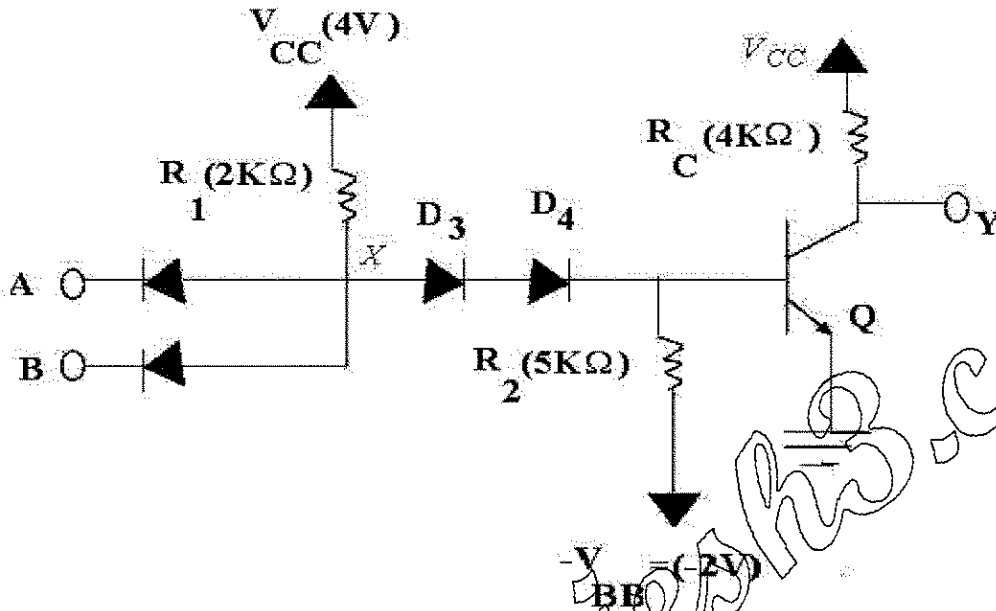 VCC(4V)
VCC
R1(2KΩ)
RC(4KΩ)
D3
D4
Y
X
A
Q
B
R2(5KΩ)
-VBB=(-2V)